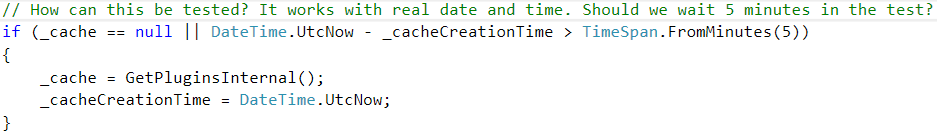 // How can this be tested? It works with real date and time. Should we wait 5 minutes in the test?
if (_cache == null || DateTime.UtcNow - _cacheCreationTime > TimeSpan.FromMinutes(5))
{
    _cache = GetPluginsInternal();
    _cacheCreationTime = DateTime.UtcNow;
}